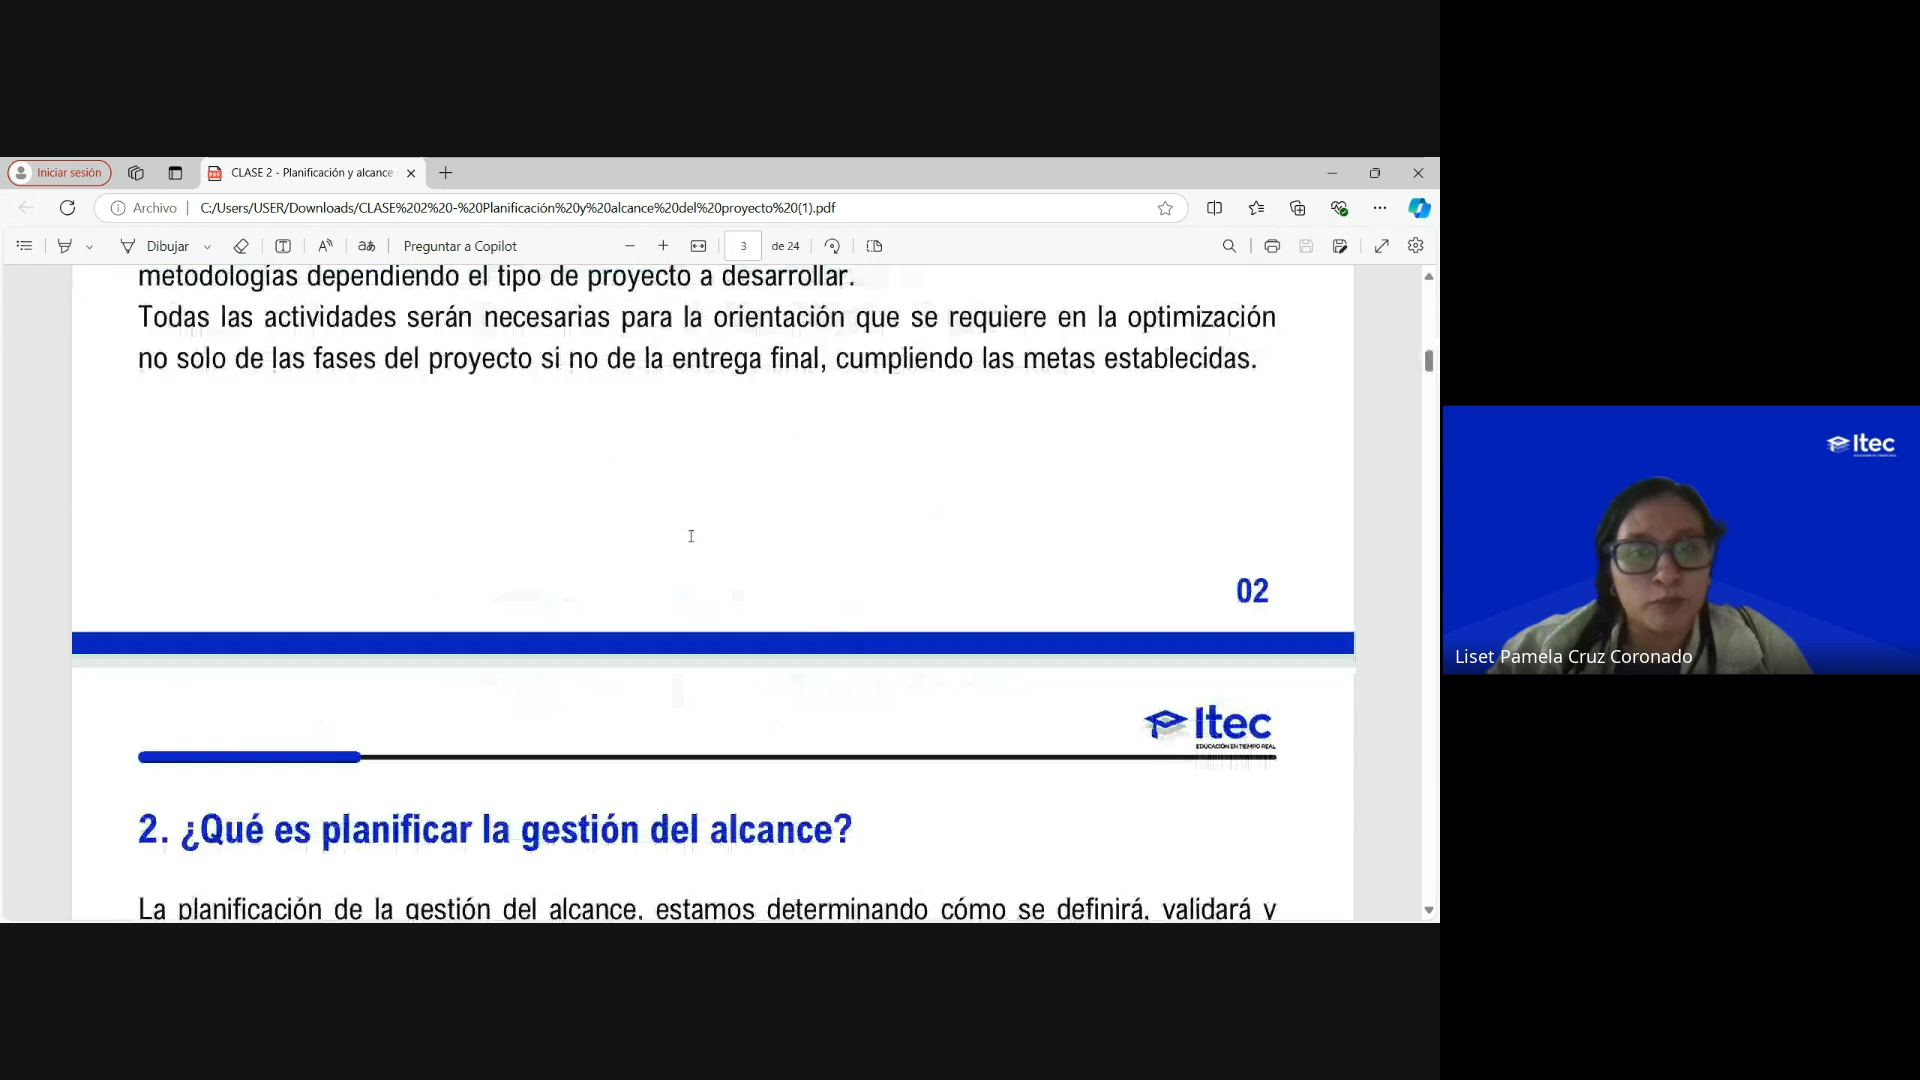 Iniciar sesión
CLASE 2 - Planificación y alcance
Archivo
C:/Users/USER/Downloads/CLASE%202%20-%20Planificación%20y%20alcance%20del%20proyecto%20(1).pdf
Dibujar
Preguntar a Copilot
3 de 24
metodologías dependiendo el tipo de proyecto a desarrollar.
Todas las actividades serán necesarias para la orientación que se requiere en la optimización
no solo de las fases del proyecto si no de la entrega final, cumpliendo las metas establecidas.
02
Itec
EDUCACIÓN EN TIEMPO REAL
2. ¿Qué es planificar la gestión del alcance?
La planificación de la gestión del alcance, estamos determinando cómo se definirá, validará y
Itec
Liset Pamela Cruz Coronado